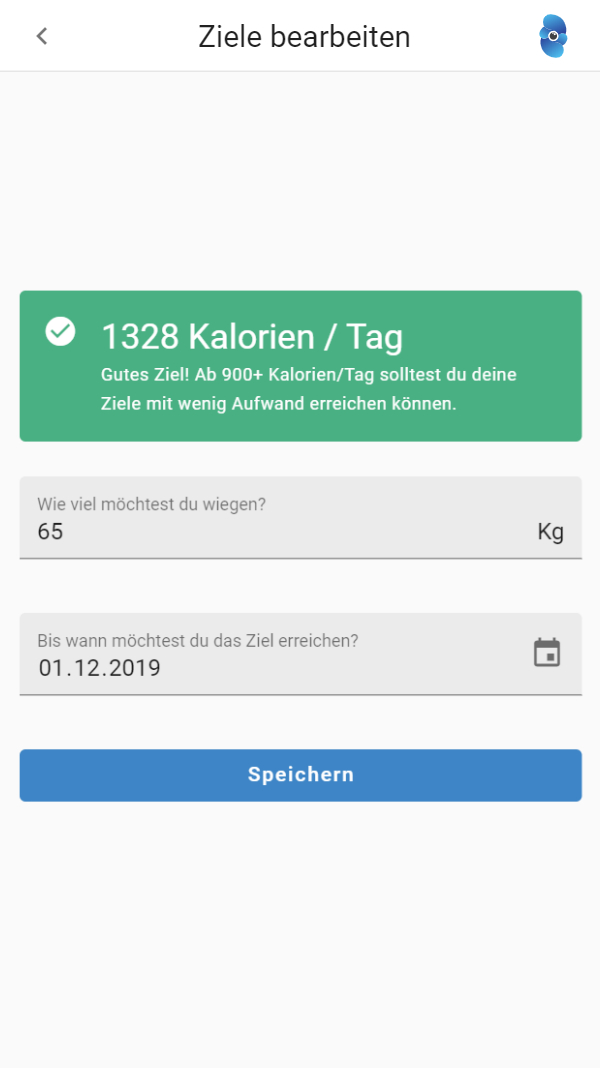 Ziele bearbeiten
1328 Kalorien / Tag
Gutes Ziel! Ab 900+ Kalorien/Tag solltest du deine
Ziele mit wenig Aufwand erreichen können.
Wie viel möchtest du wiegen?
65 Kg
Bis wann möchtest du das Ziel erreichen?
01.12.2019
Speichern